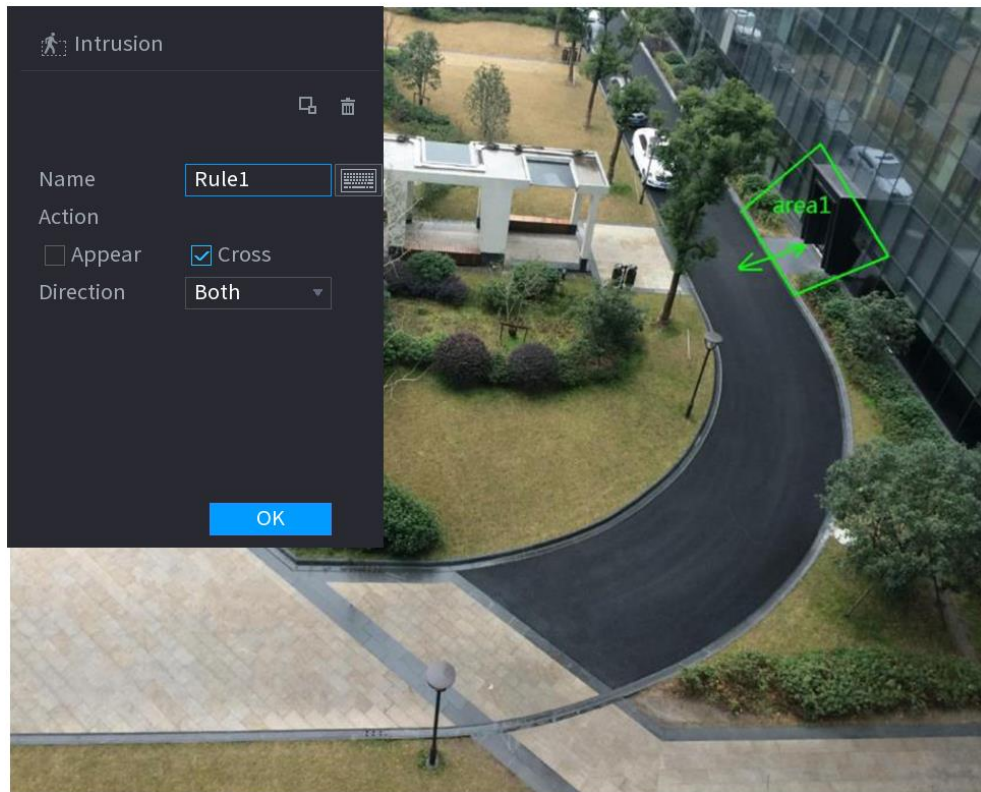 Intrusion
Name Rule1
Action
Appear Cross
Direction Both
OK
area1